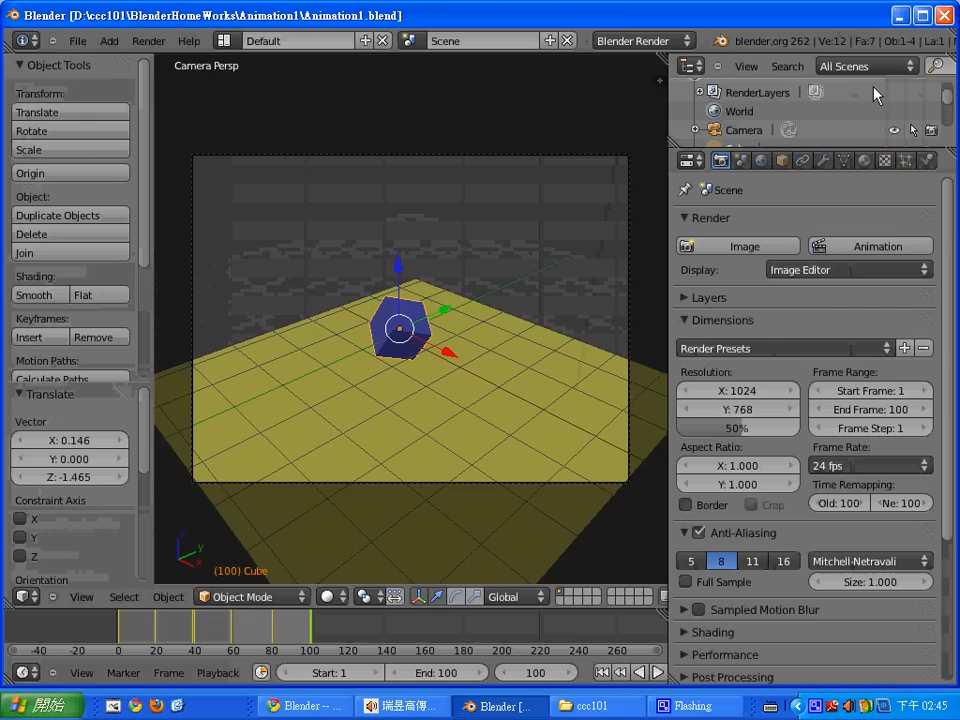 Blender [D:\ccc101\BlenderHomeWorks\Animation1\Animation1.blend]
File Add Render Help Default Scene Blender Render blender.org 262 | Ve:12 | Fa:7 | Ob:1-4 | La:1 |
Object Tools
Transform:
Translate
Rotate
Scale
Origin
Object:
Duplicate Objects
Delete
Join
Shading:
Smooth Flat
Keyframes:
Insert Remove
Motion Paths:
Calculate Paths
Translate
Vector
X: 0.146
Y: 0.000
Z: -1.465
Constraint Axis
X
Y
Z
Orientation
Camera Persp
(100) Cube
View Select Object Object Mode Global
-40 -20 0 20 40 60 80 100 120 140 160 180 200 220 240 260
View Marker Frame Playback Start: 1 End: 100 100
View Search All Scenes
RenderLayers |
World
Camera |
Scene
Render
Image Animation
Display: Image Editor
Layers
Dimensions
Render Presets
Resolution: Frame Range:
X: 1024 Start Frame: 1
Y: 768 End Frame: 100
50% Frame Step: 1
Aspect Ratio: Frame Rate:
X: 1.000 24 fps
Y: 1.000 Time Remapping:
Border Crop Old: 100 Ne: 100
Anti-Aliasing
5 8 11 16 Mitchell-Netravali
Full Sample Size: 1.000
Sampled Motion Blur
Shading
Performance
Post Processing
開始 Blender -- ... 瑞昱高傳... Blender [... ccc101 Flashing 下午 02:45